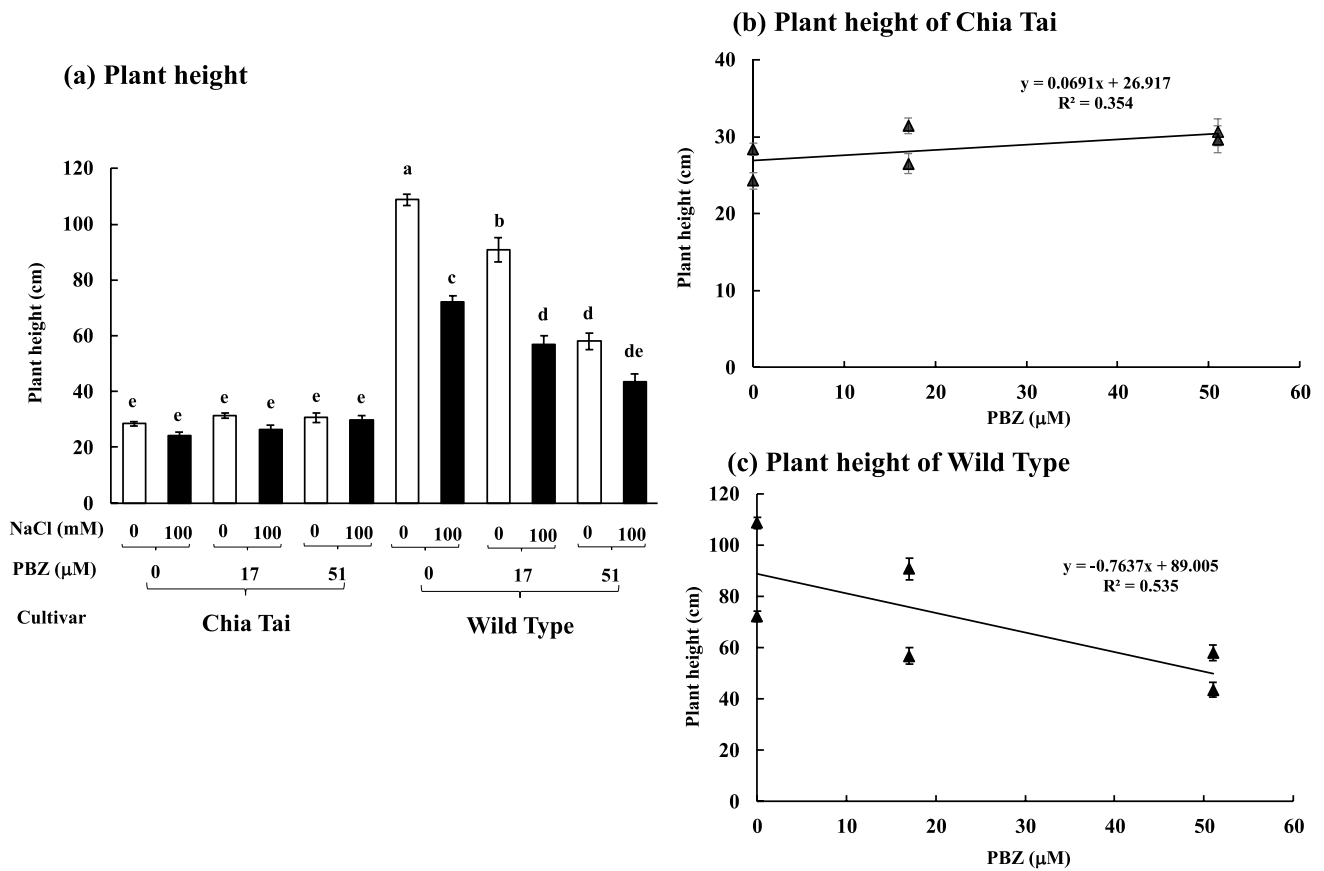 (a) Plant height
120
100
80
60
40
20
0
Plant height (cm)
e e e e e e a c b d d de
NaCl (mM) 0 100 0 100 0 100 0 100 0 100 0 100
PBZ (μM) 0 17 51 0 17 51
Cultivar Chia Tai Wild Type
(b) Plant height of Chia Tai
y = 0.0691x + 26.917
R² = 0.354
40
30
20
10
0
Plant height (cm)
0 10 20 30 40 50 60
PBZ (μM)
(c) Plant height of Wild Type
y = -0.7637x + 89.005
R² = 0.535
120
100
80
60
40
20
0
Plant height (cm)
0 10 20 30 40 50 60
PBZ (μM)